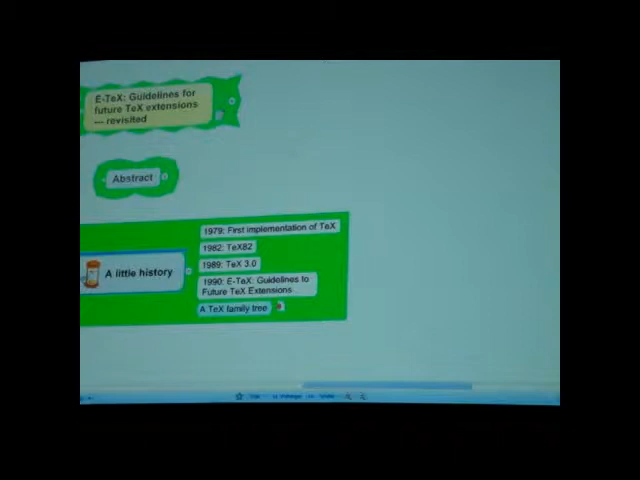 E-TeX: Guidelines for
future TeX extensions
--- revisited
Abstract
A little history
1979: First implementation of TeX
1982: TeX82
1989: TeX 3.0
1990: E-TeX: Guidelines to
Future TeX Extensions...
A TeX family tree